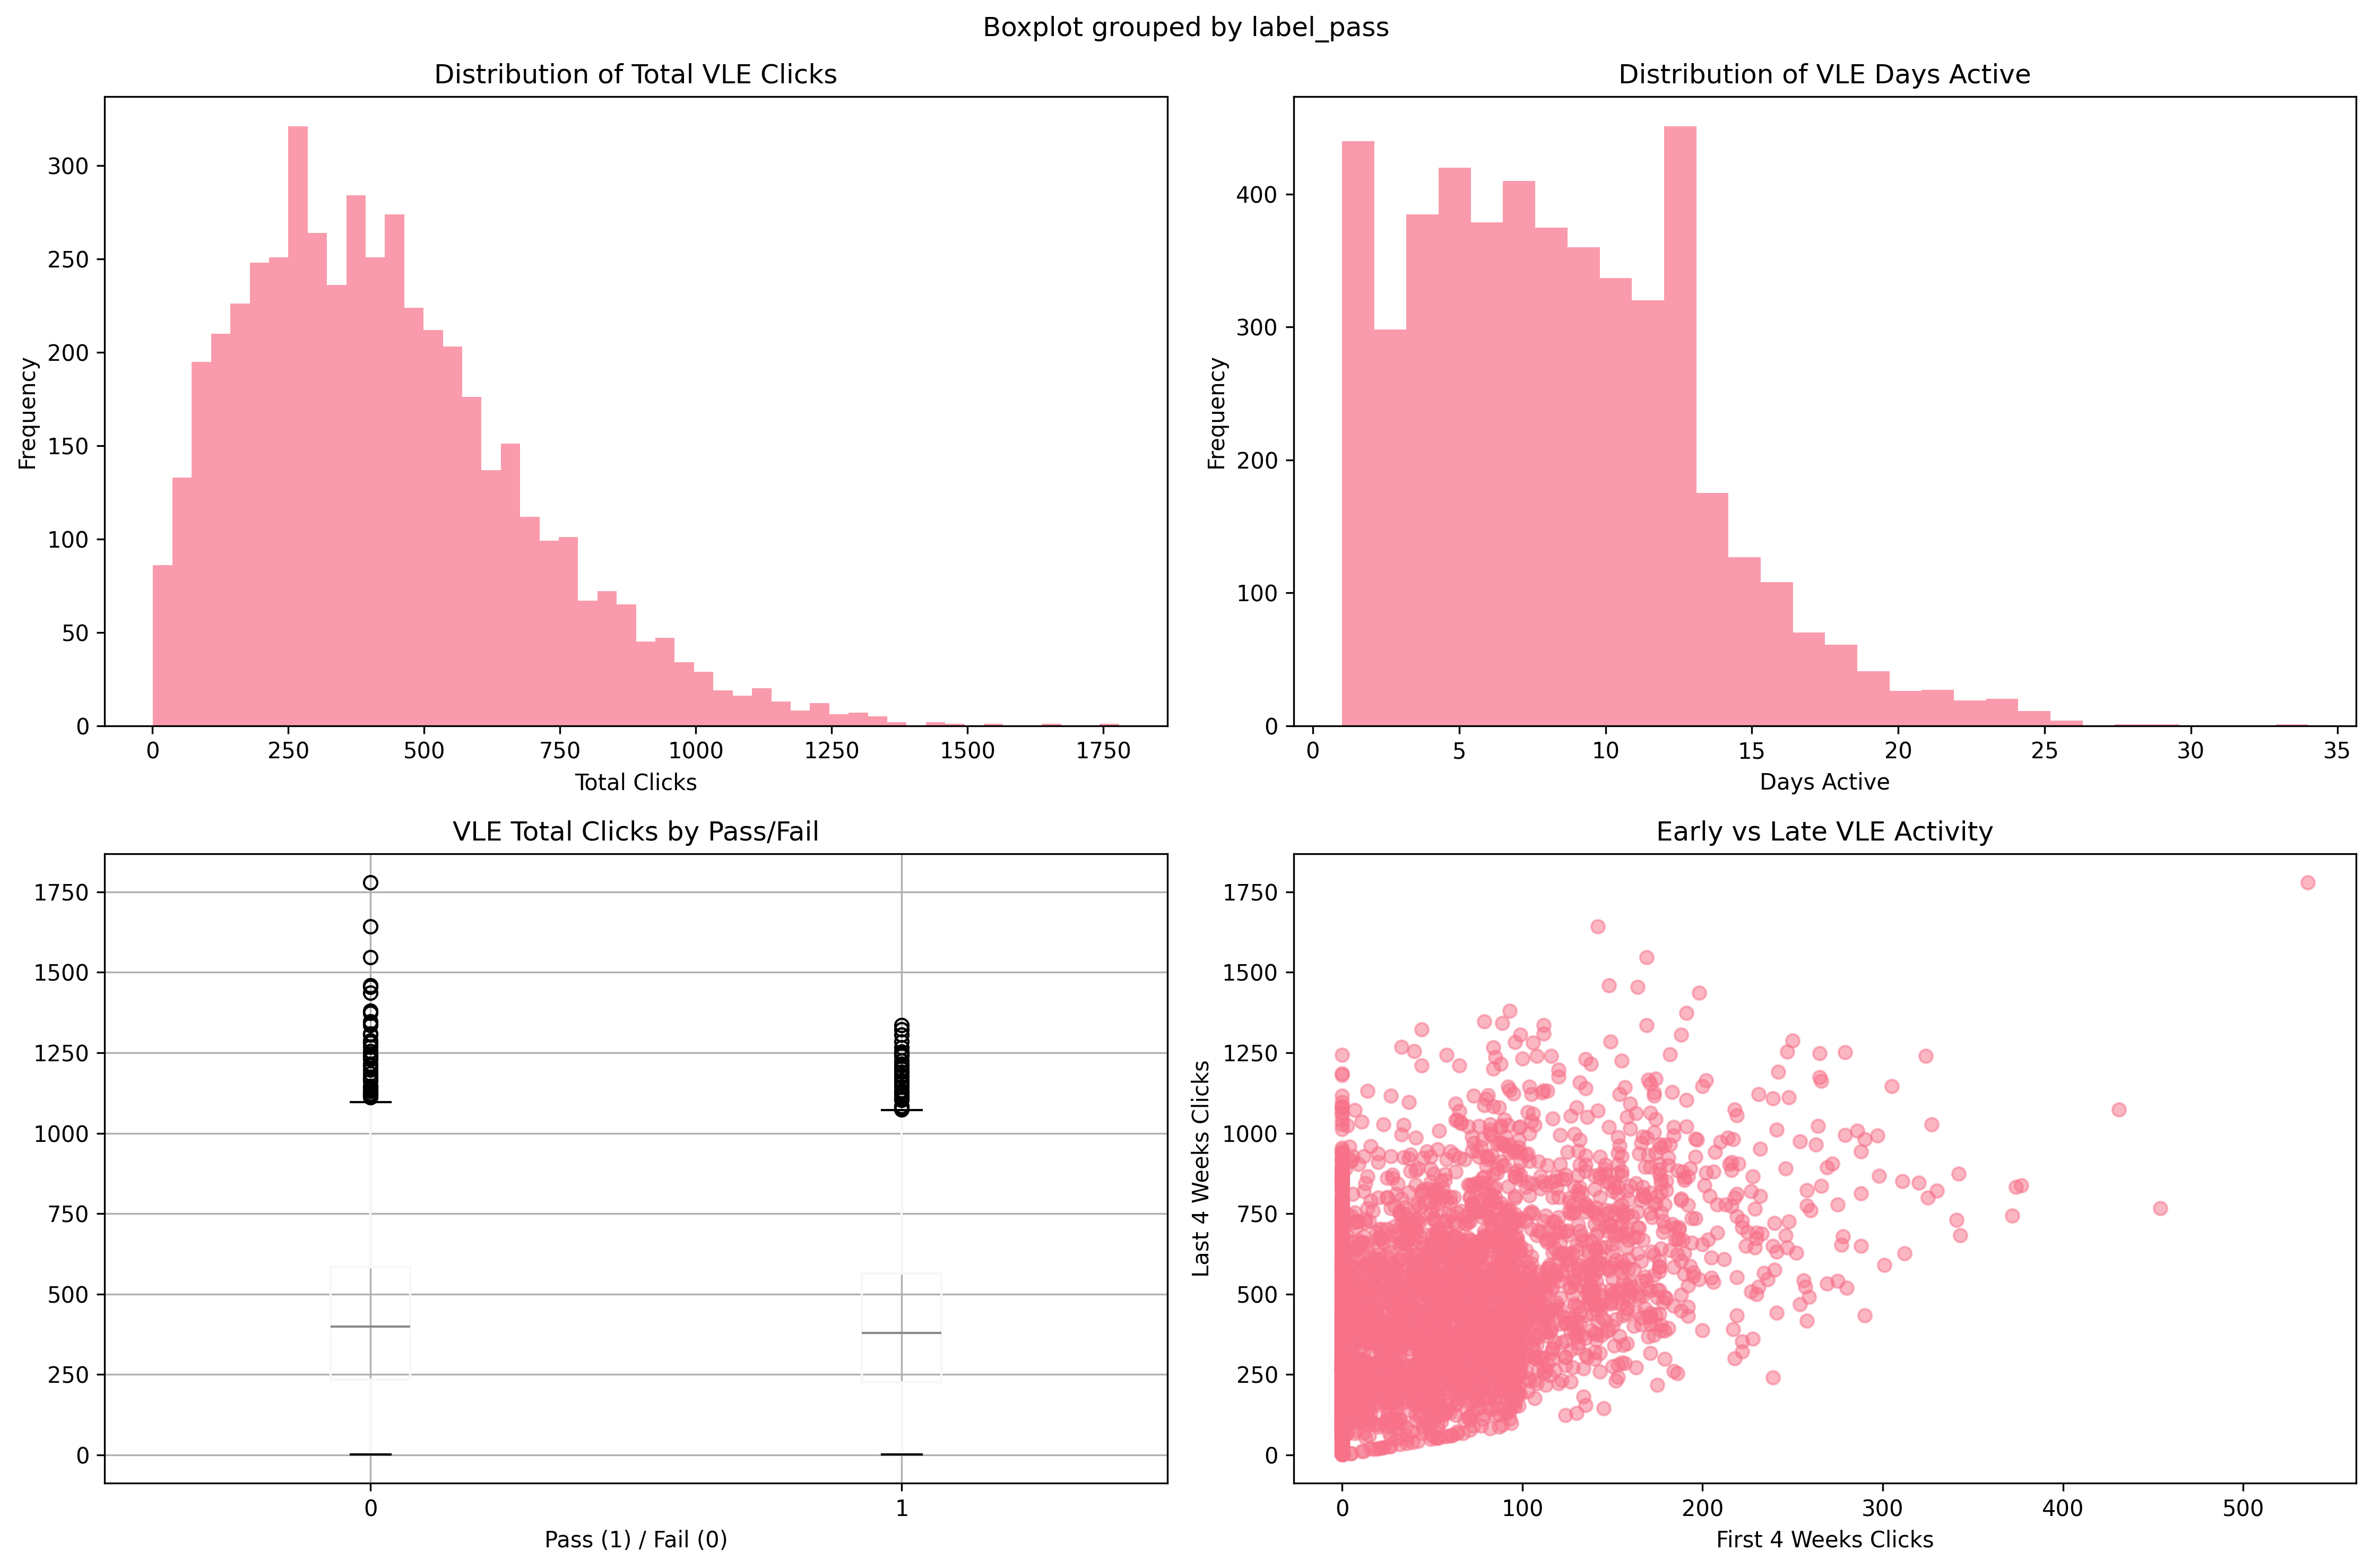 Boxplot grouped by label_pass
Distribution of Total VLE Clicks
Frequency
300
250
200
150
100
50
0
0 250 500 750 1000 1250 1500 1750
Total Clicks
Distribution of VLE Days Active
Frequency
400
300
200
100
0
0 5 10 15 20 25 30 35
Days Active
VLE Total Clicks by Pass/Fail
1750
1500
1250
1000
750
500
250
0
0 1
Pass (1) / Fail (0)
Early vs Late VLE Activity
Last 4 Weeks Clicks
1750
1500
1250
1000
750
500
250
0
0 100 200 300 400 500
First 4 Weeks Clicks